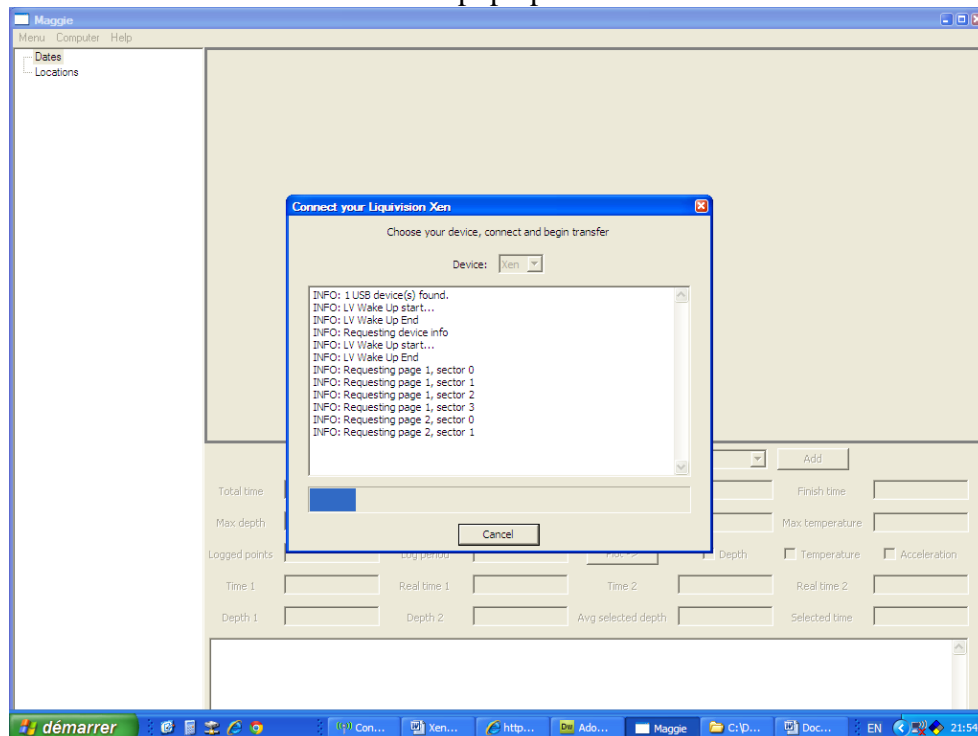 Maggie
Menu Computer Help
Dates
Locations
Connect your Liquivision Xen
Choose your device, connect and begin transfer
Device: Xen
INFO: 1 USB device(s) found.
INFO: LV Wake Up start...
INFO: LV Wake Up End
INFO: Requesting device info
INFO: LV Wake Up start...
INFO: LV Wake Up End
INFO: Requesting page 1, sector 0
INFO: Requesting page 1, sector 1
INFO: Requesting page 1, sector 2
INFO: Requesting page 1, sector 3
INFO: Requesting page 2, sector 0
INFO: Requesting page 2, sector 1
Cancel
Add
Total time Finish time
Max depth Max temperature
Logged points Log period Depth Temperature Acceleration
Time 1 Real time 1 Time 2 Real time 2
Depth 1 Depth 2 Avg selected depth Selected time
démarrer Con... Xen... http... Ado... Maggie C:\D... Doc... EN 21:54